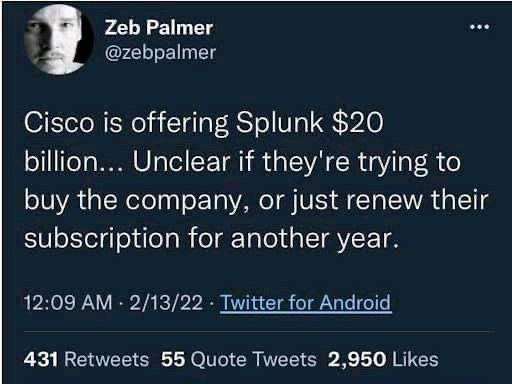 Zeb Palmer
@zebpalmer
Cisco is offering Splunk $20
billion... Unclear if they're trying to
buy the company, or just renew their
subscription for another year.
12:09 AM · 2/13/22 · Twitter for Android
431 Retweets 55 Quote Tweets 2,950 Likes